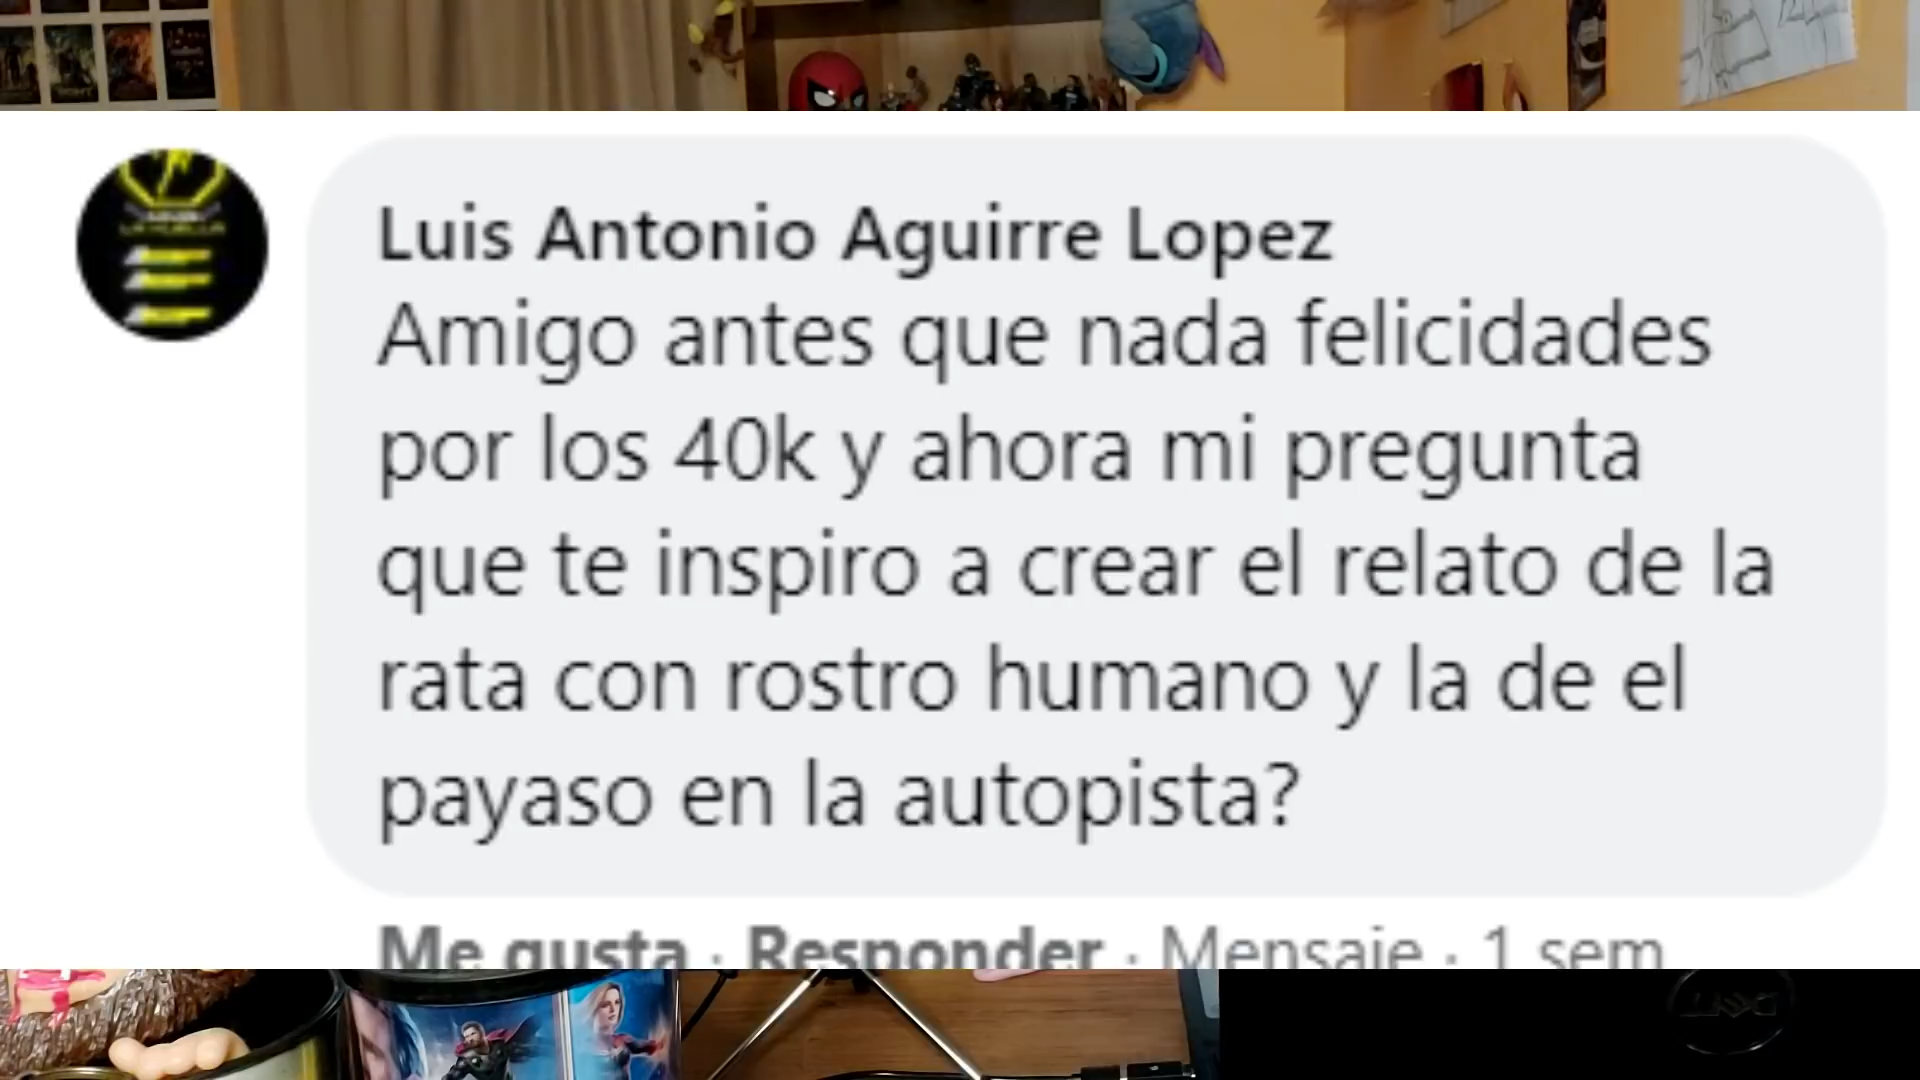 Luis Antonio Aguirre Lopez
Amigo antes que nada felicidades
por los 40k y ahora mi pregunta
que te inspiro a crear el relato de la
rata con rostro humano y la de el
payaso en la autopista?
Me gusta · Responder · Mensaje · 1 sem